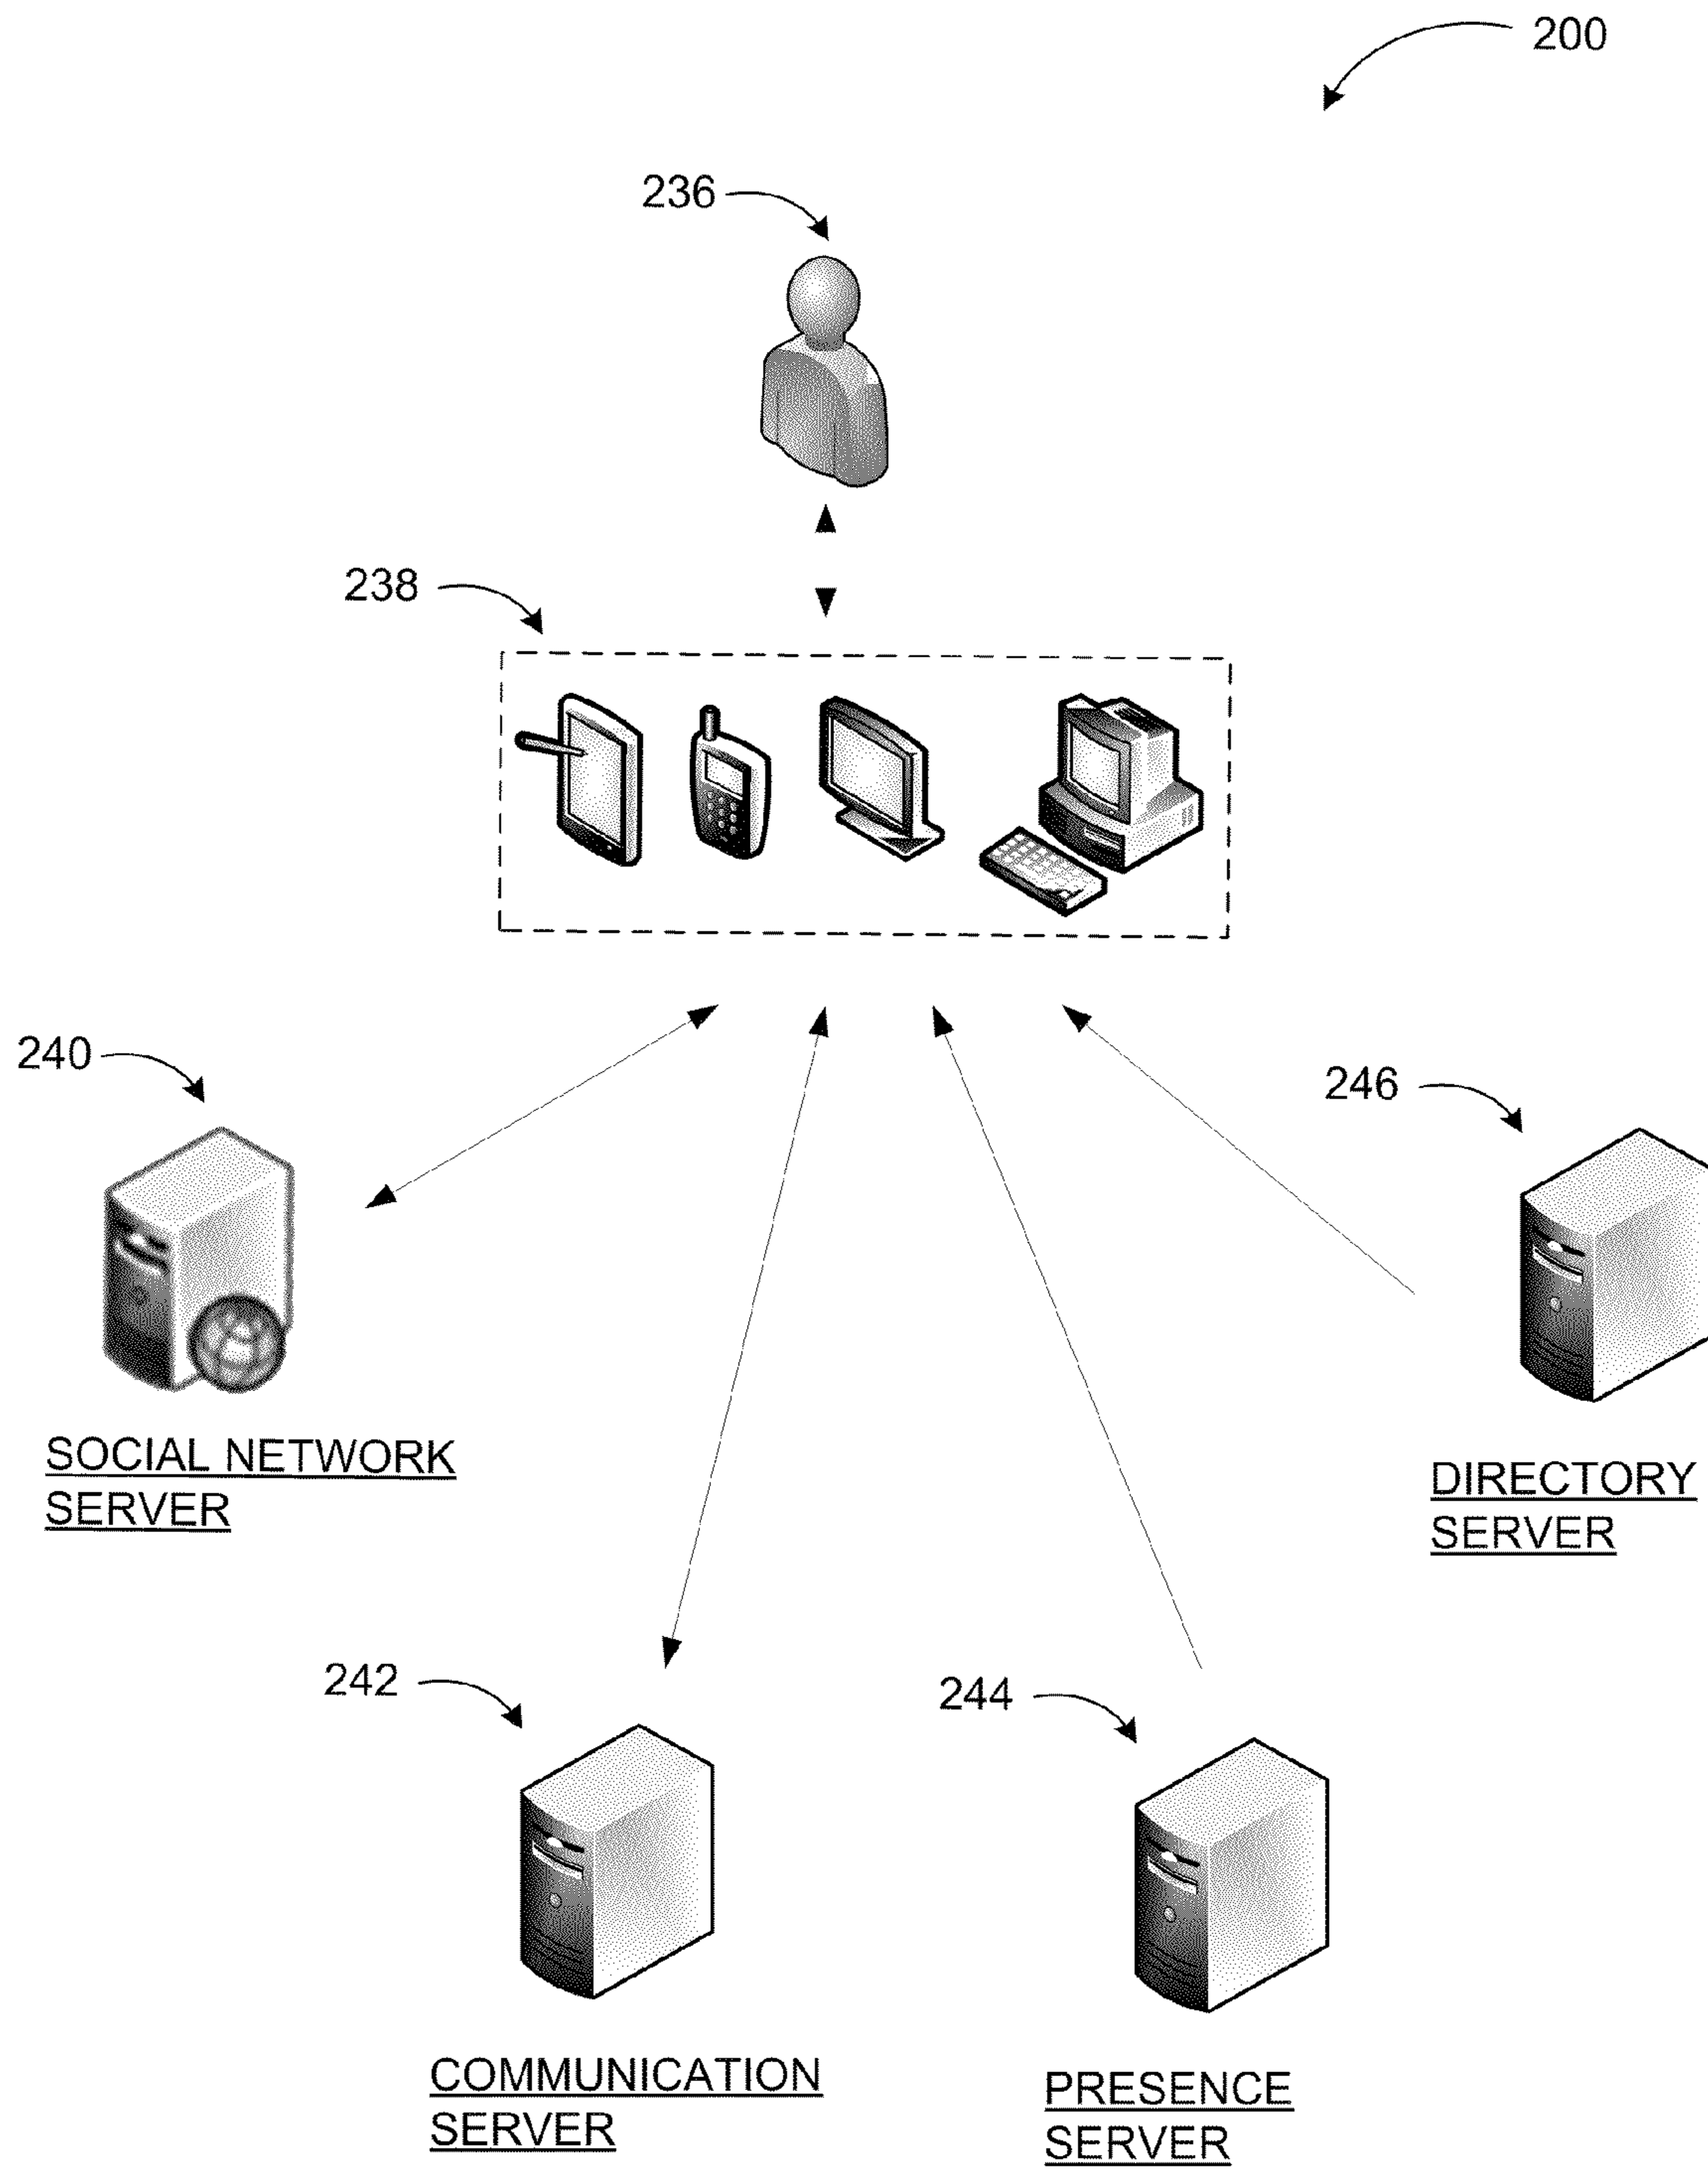 200
236
238
240
246
SOCIAL NETWORK
SERVER
DIRECTORY
SERVER
242
244
COMMUNICATION
SERVER
PRESENCE
SERVER